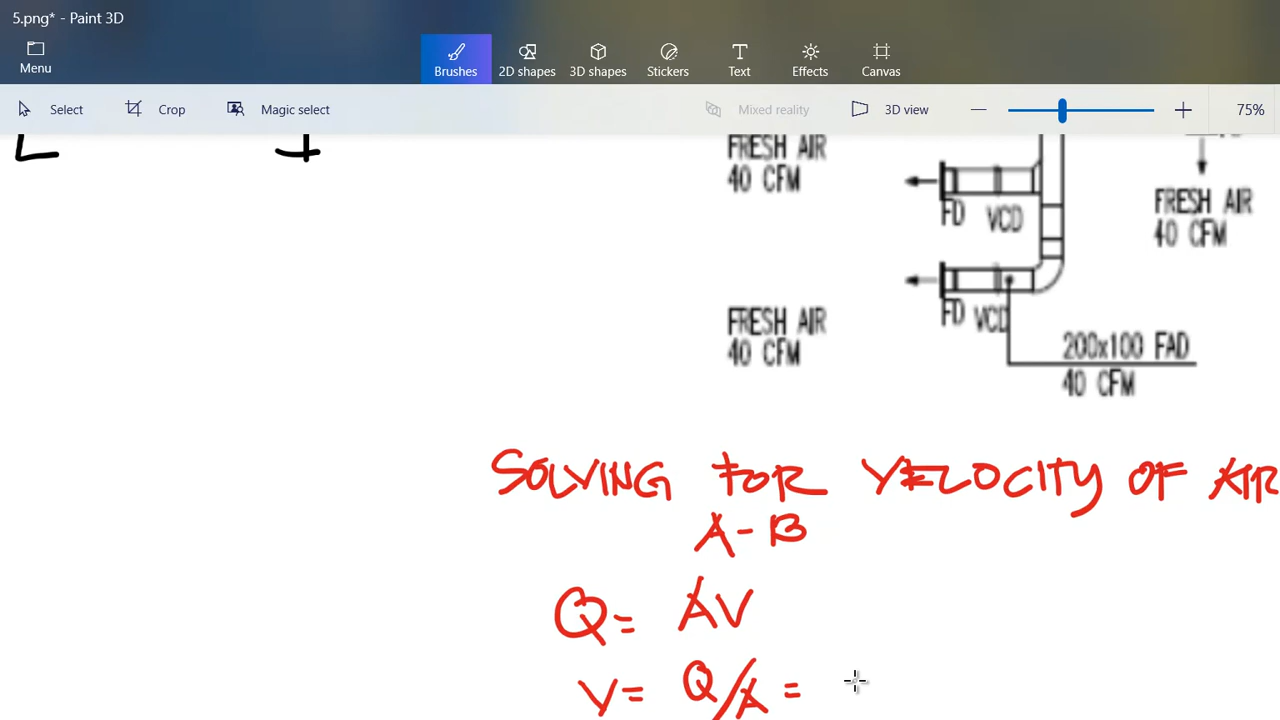 5.png* - Paint 3D
Menu
Brushes
2D shapes
3D shapes
Stickers
Text
Effects
Canvas
Select
Crop
Magic select
Mixed reality
3D view
75%
FRESH AIR
40 CFM
FD VCD
FRESH AIR
40 CFM
FRESH AIR
40 CFM
FD VCD
200x100 FAD
40 CFM
SOLVING FOR VELOCITY OF AIR
A - B
Q = AV
V = Q/A =